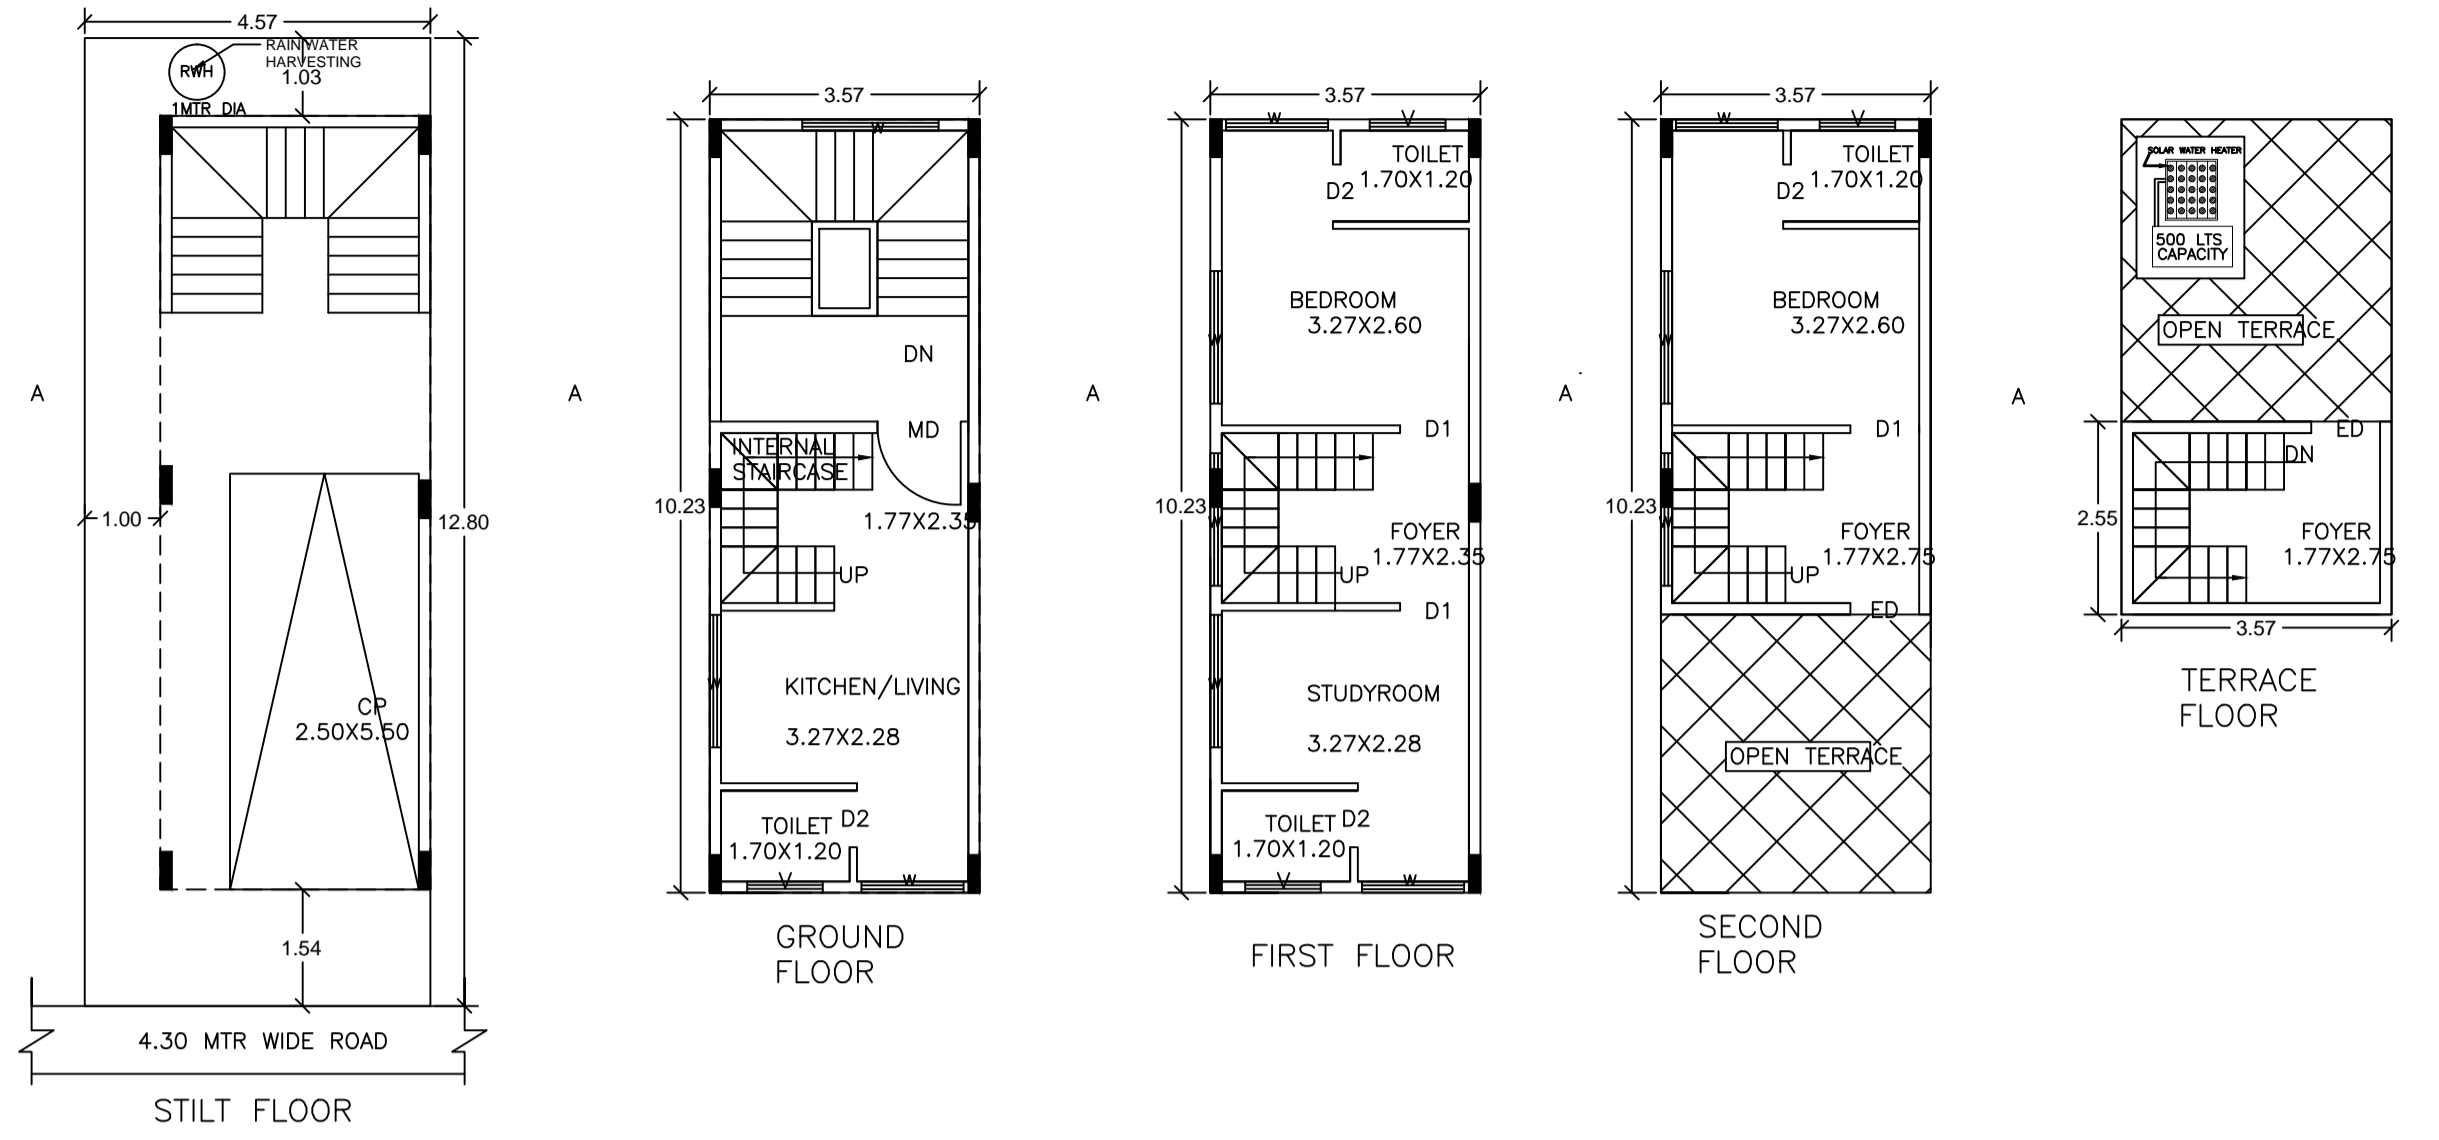 4.57
RAIN WATER
HARVESTING
RWH
1.03
1MTR DIA
A
1.00
12.80
CP
2.50X5.50
1.54
4.30 MTR WIDE ROAD
STILT FLOOR
A
3.57
W
DN
MD
INTERNAL
STAIRCASE
10.23
1.77X2.35
UP
W
KITCHEN/LIVING
3.27X2.28
TOILET D2
1.70X1.20
V W
GROUND
FLOOR
A
3.57
W V
TOILET
1.70X1.20
D2
BEDROOM
3.27X2.60
W
D1
10.23
W
FOYER
1.77X2.35
UP
D1
W
STUDYROOM
3.27X2.28
TOILET D2
1.70X1.20
V W
FIRST FLOOR
A
3.57
W V
TOILET
1.70X1.20
D2
BEDROOM
3.27X2.60
W
D1
10.23
W
FOYER
1.77X2.75
UP
ED
OPEN TERRACE
SECOND
FLOOR
A
SOLAR WATER HEATER
500 LTS
CAPACITY
OPEN TERRACE
ED
DN
2.55
FOYER
1.77X2.75
3.57
TERRACE
FLOOR